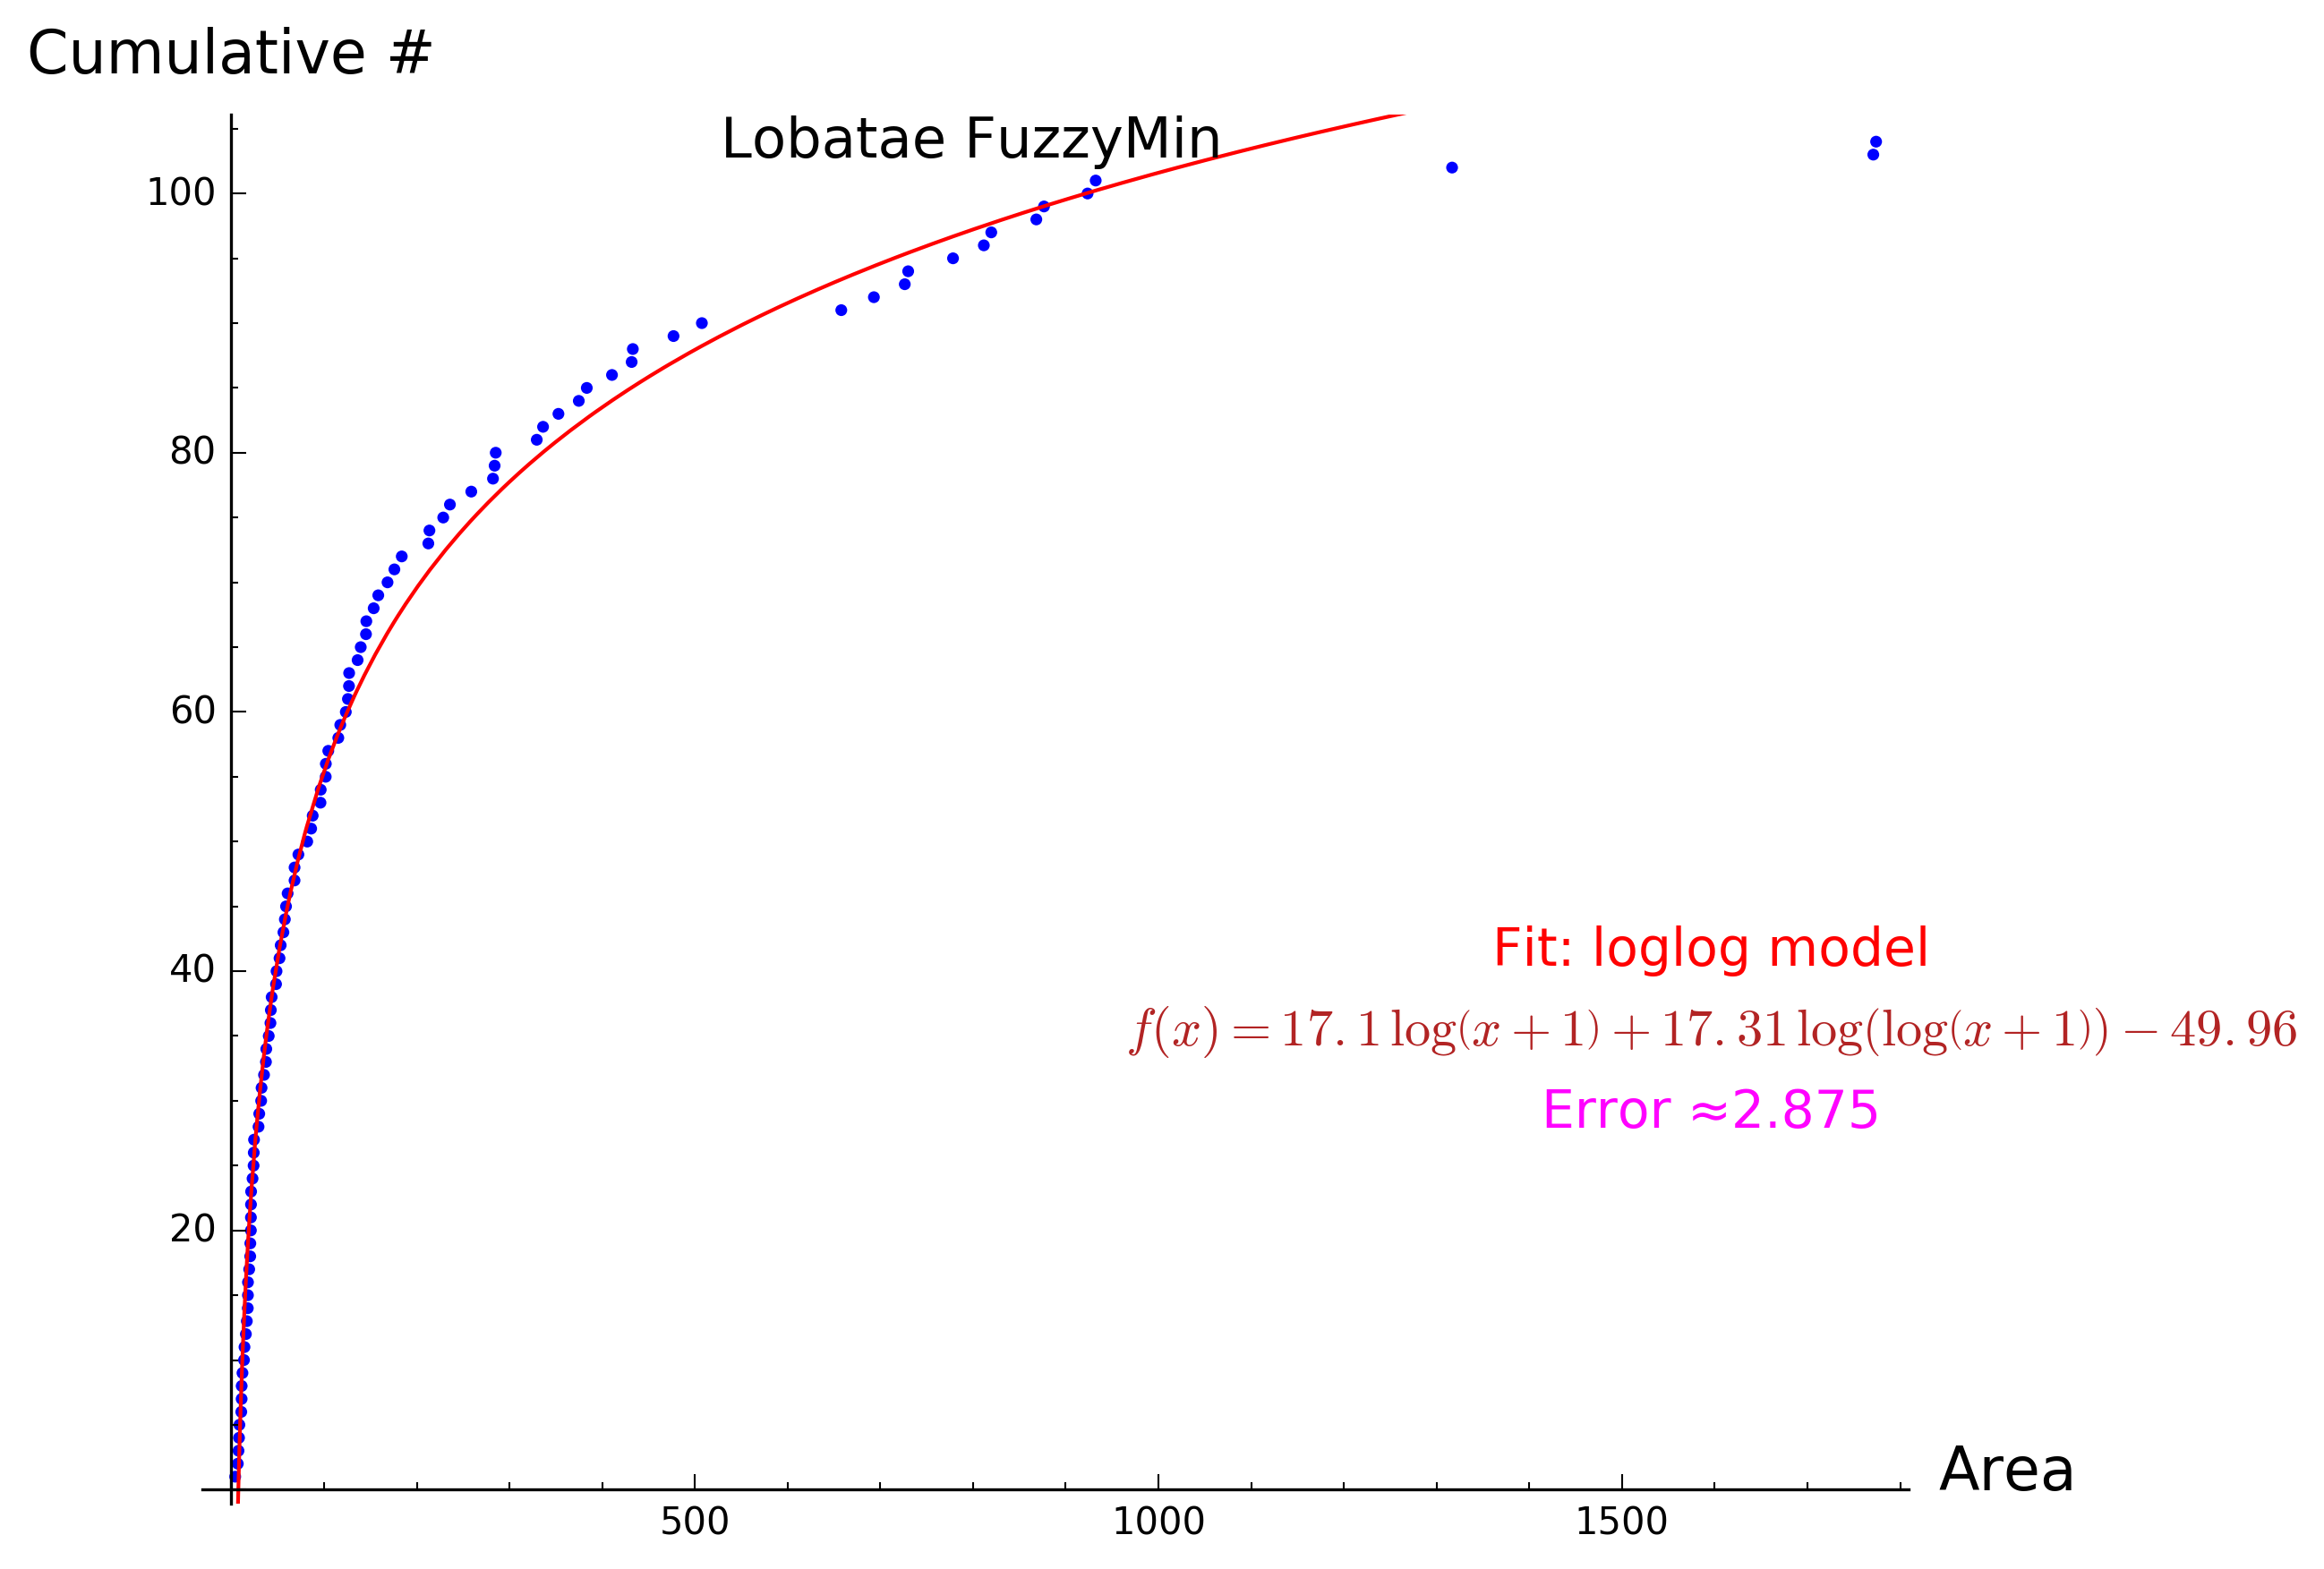 Cumulative #
Lobatae FuzzyMin
100
80
60
40
20
Fit: loglog model
f(x) = 17.1 log(x + 1) + 17.31 log(log(x + 1)) − 49.96
Error ≈2.875
Area
500
1000
1500